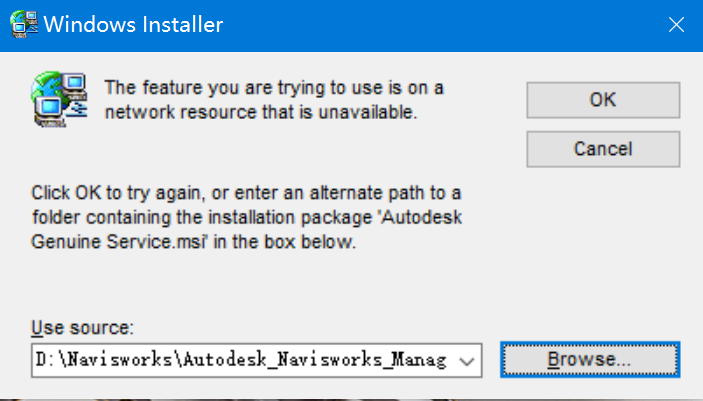 Windows Installer
The feature you are trying to use is on a
network resource that is unavailable.
OK
Cancel
Click OK to try again, or enter an alternate path to a
folder containing the installation package 'Autodesk
Genuine Service.msi' in the box below.
Use source:
D:\Navisworks\Autodesk_Navisworks_Manag
Browse...